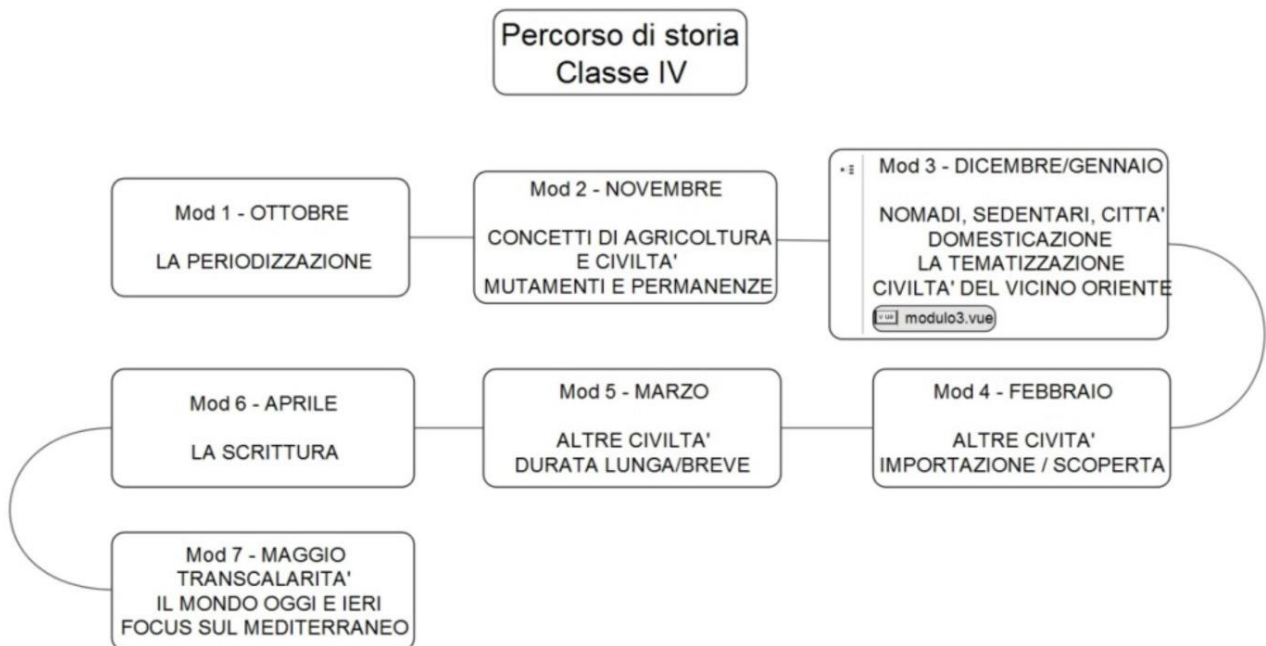 Percorso di storia
Classe IV
Mod 1 - OTTOBRE
LA PERIODIZZAZIONE
Mod 2 - NOVEMBRE
CONCETTI DI AGRICOLTURA
E CIVILTA'
MUTAMENTI E PERMANENZE
Mod 3 - DICEMBRE/GENNAIO
NOMADI, SEDENTARI, CITTA'
DOMESTICAZIONE
LA TEMATIZZAZIONE
CIVILTA' DEL VICINO ORIENTE
modulo3.vue
Mod 4 - FEBBRAIO
ALTRE CIVITA'
IMPORTAZIONE / SCOPERTA
Mod 5 - MARZO
ALTRE CIVILTA'
DURATA LUNGA/BREVE
Mod 6 - APRILE
LA SCRITTURA
Mod 7 - MAGGIO
TRANSCALARITA'
IL MONDO OGGI E IERI
FOCUS SUL MEDITERRANEO